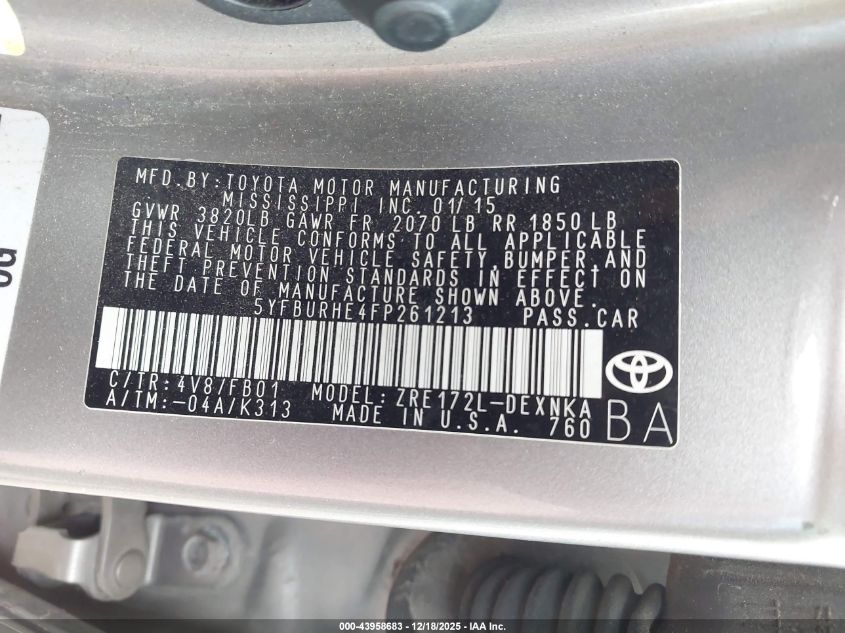 MFD. BY: TOYOTA MOTOR MANUFACTURING
MISSISSIPPI INC. 01/15
GVWR 3820LB GAWR FR 2070 LB RR 1850 LB
THIS VEHICLE CONFORMS TO ALL APPLICABLE
FEDERAL MOTOR VEHICLE SAFETY, BUMPER, AND
THEFT PREVENTION STANDARDS IN EFFECT ON
THE DATE OF MANUFACTURE SHOWN ABOVE.
5YFBURHE4FP261213 PASS.CAR
C/TR: 4V8/FB01 MODEL: ZRE172L-DEXNKA
A/TM: -04A/K313 MADE IN U.S.A. 760 BA
000-43958683 - 12/18/2025 - IAA Inc.